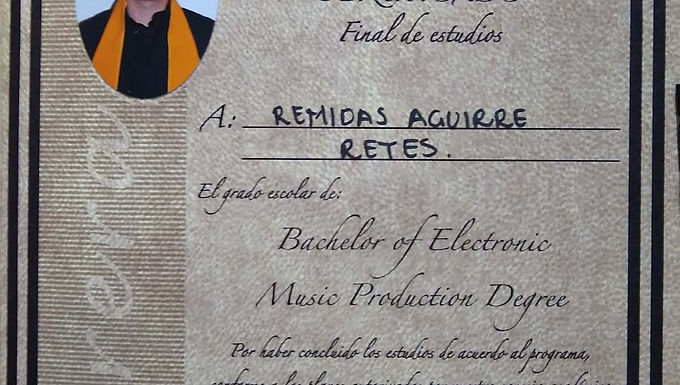 Final de estudios
A: REMIDAS AGUIRRE
RETES.
El grado escolar de:
Bachelor of Electronic
Music Production Degree
Por haber concluido los estudios de acuerdo al programa,